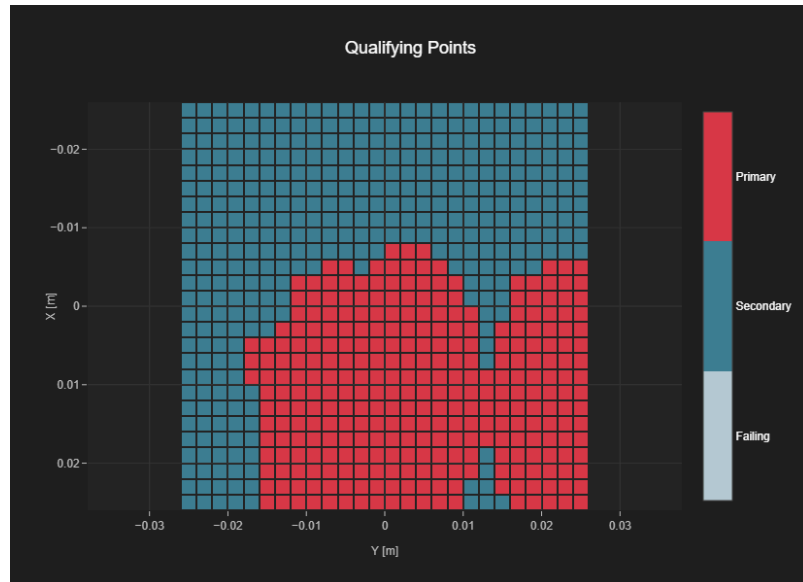 Qualifying Points
−0.02
−0.01
0
0.01
0.02
X [m]
−0.03
−0.02
−0.01
0
0.01
0.02
0.03
Y [m]
Primary
Secondary
Failing